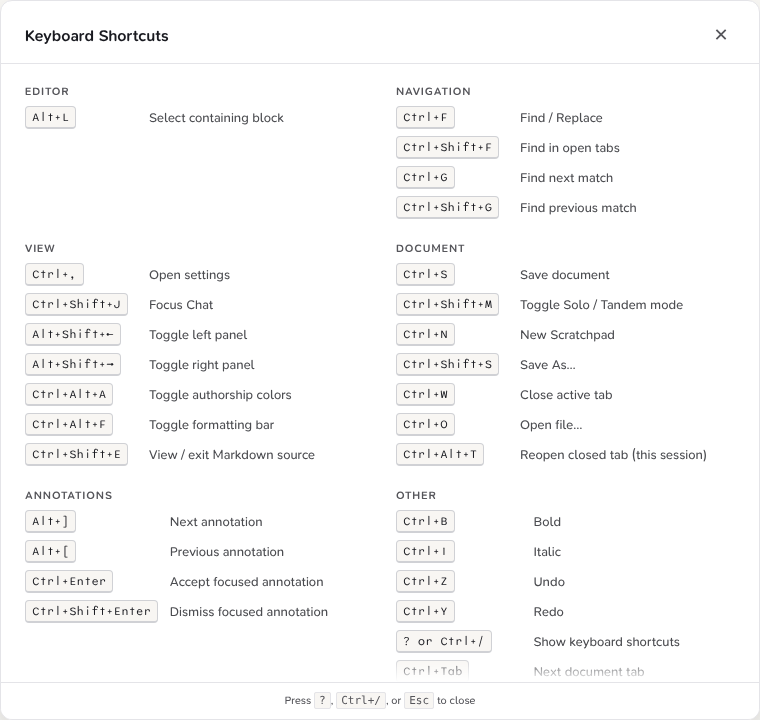 Keyboard Shortcuts ✕
EDITOR
Alt+L Select containing block
NAVIGATION
Ctrl+F Find / Replace
Ctrl+Shift+F Find in open tabs
Ctrl+G Find next match
Ctrl+Shift+G Find previous match
VIEW
Ctrl+, Open settings
Ctrl+Shift+J Focus Chat
Alt+Shift+← Toggle left panel
Alt+Shift+→ Toggle right panel
Ctrl+Alt+A Toggle authorship colors
Ctrl+Alt+F Toggle formatting bar
Ctrl+Shift+E View / exit Markdown source
DOCUMENT
Ctrl+S Save document
Ctrl+Shift+M Toggle Solo / Tandem mode
Ctrl+N New Scratchpad
Ctrl+Shift+S Save As…
Ctrl+W Close active tab
Ctrl+O Open file…
Ctrl+Alt+T Reopen closed tab (this session)
ANNOTATIONS
Alt+] Next annotation
Alt+[ Previous annotation
Ctrl+Enter Accept focused annotation
Ctrl+Shift+Enter Dismiss focused annotation
OTHER
Ctrl+B Bold
Ctrl+I Italic
Ctrl+Z Undo
Ctrl+Y Redo
? or Ctrl+/ Show keyboard shortcuts
Ctrl+Tab Next document tab
Press ?, Ctrl+/, or Esc to close